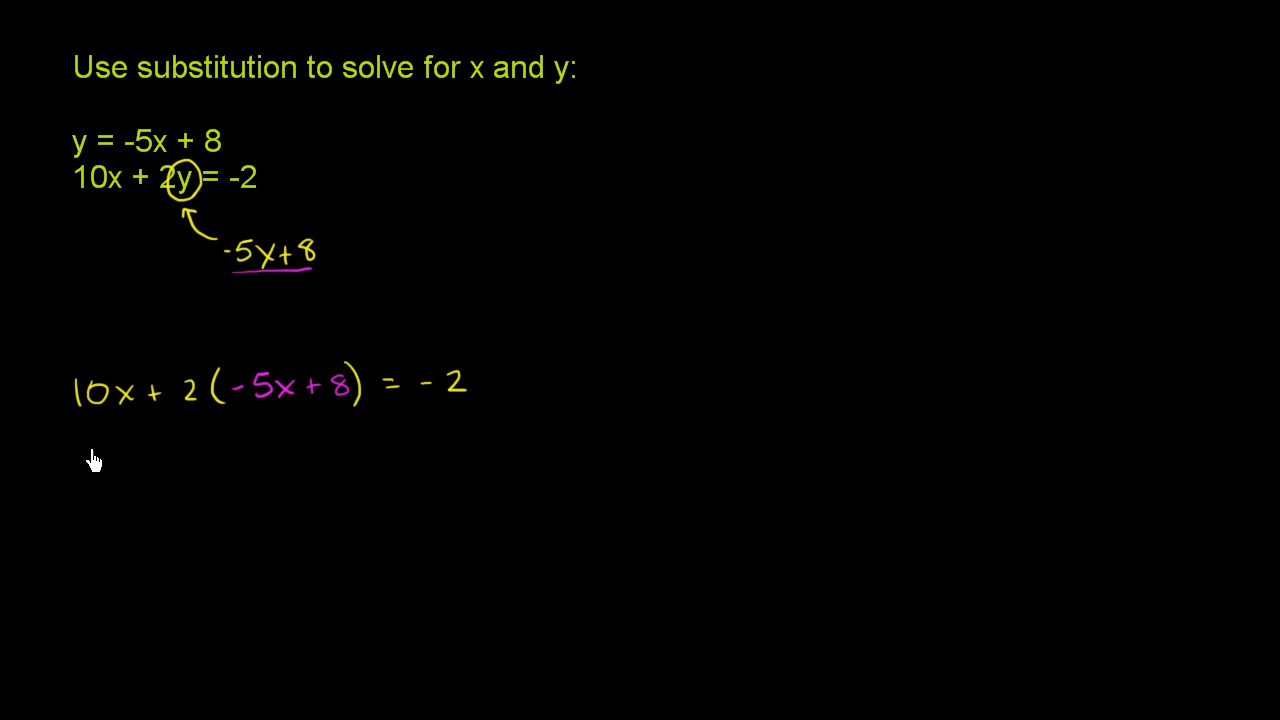 Use substitution to solve for x and y:
y = -5x + 8
10x + 2y = -2
-5x+8
10x + 2(-5x+8) = -2